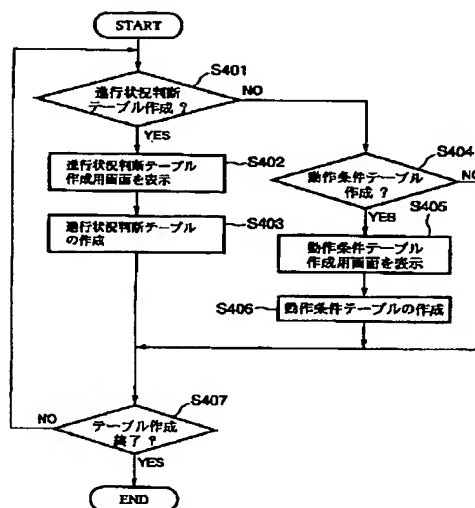 START
S401
進行状況判断
テーブル作成?
NO
YES
S402
進行状況判断テーブル
作成用画面を表示
S403
進行状況判断テーブル
の作成
S404
動作条件テーブル
作成?
NO
YES
S405
動作条件テーブル
作成用画面を表示
S406
動作条件テーブルの作成
S407
テーブル作成
終了?
NO
YES
END